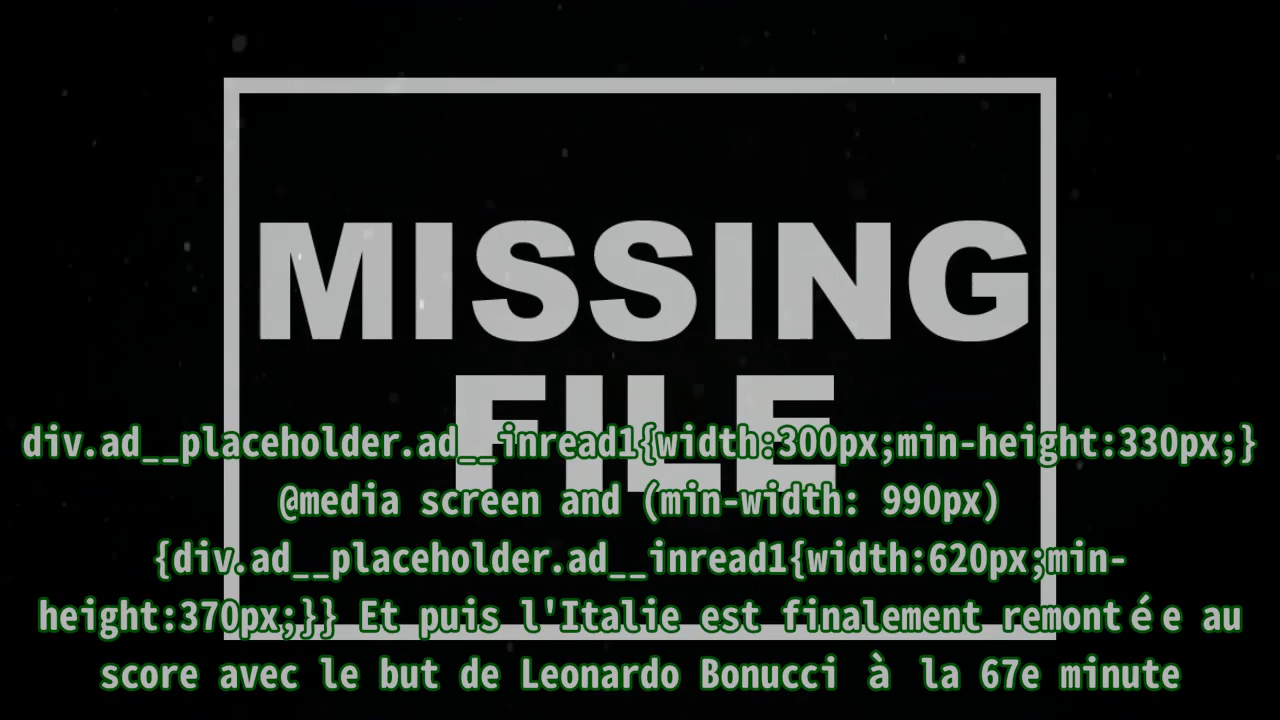 MISSING
FILE
div.ad__placeholder.ad__inread1{width:300px;min-height:330px;}
@media screen and (min-width: 990px)
{div.ad__placeholder.ad__inread1{width:620px;min-
height:370px;}} Et puis l'Italie est finalement remontée au
score avec le but de Leonardo Bonucci à la 67e minute